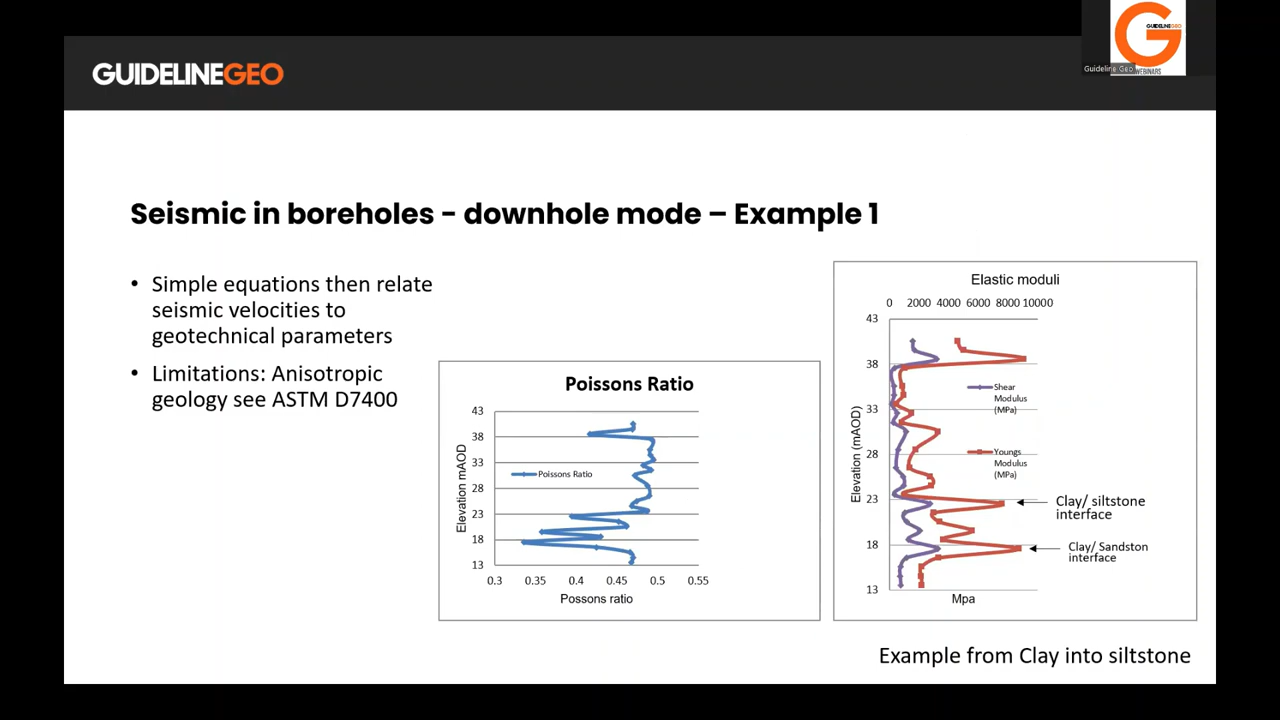 GUIDELINEGEO
GUIDELINEGEO
Guideline Geo
WEBINARS
Seismic in boreholes - downhole mode – Example 1
• Simple equations then relate
seismic velocities to
geotechnical parameters
• Limitations: Anisotropic
geology see ASTM D7400
Poissons Ratio
43
38
33
28
23
18
13
Elevation mAOD
Poissons Ratio
0.3 0.35 0.4 0.45 0.5 0.55
Possons ratio
Elastic moduli
0 2000 4000 6000 8000 10000
43
38
33
28
23
18
13
Elevation (mAOD)
Shear
Modulus
(MPa)
Youngs
Modulus
(MPa)
Clay/ siltstone
interface
Clay/ Sandston
interface
Mpa
Example from Clay into siltstone